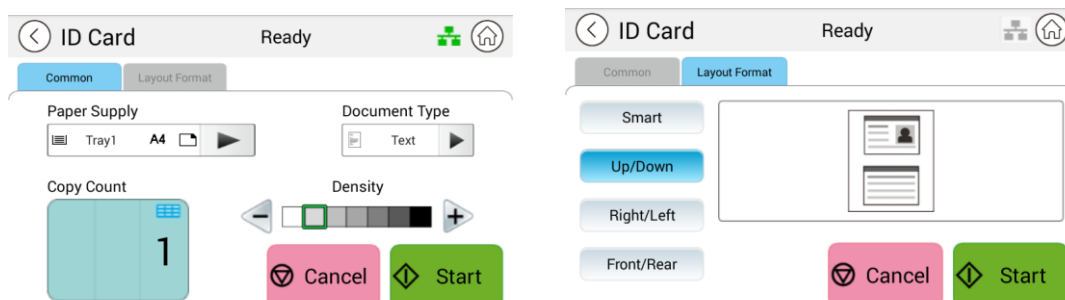 ID Card Ready
Common Layout Format
Paper Supply Document Type
Tray1 A4 Text
Copy Count Density
1
Cancel Start
ID Card Ready
Common Layout Format
Smart
Up/Down
Right/Left
Front/Rear
Cancel Start